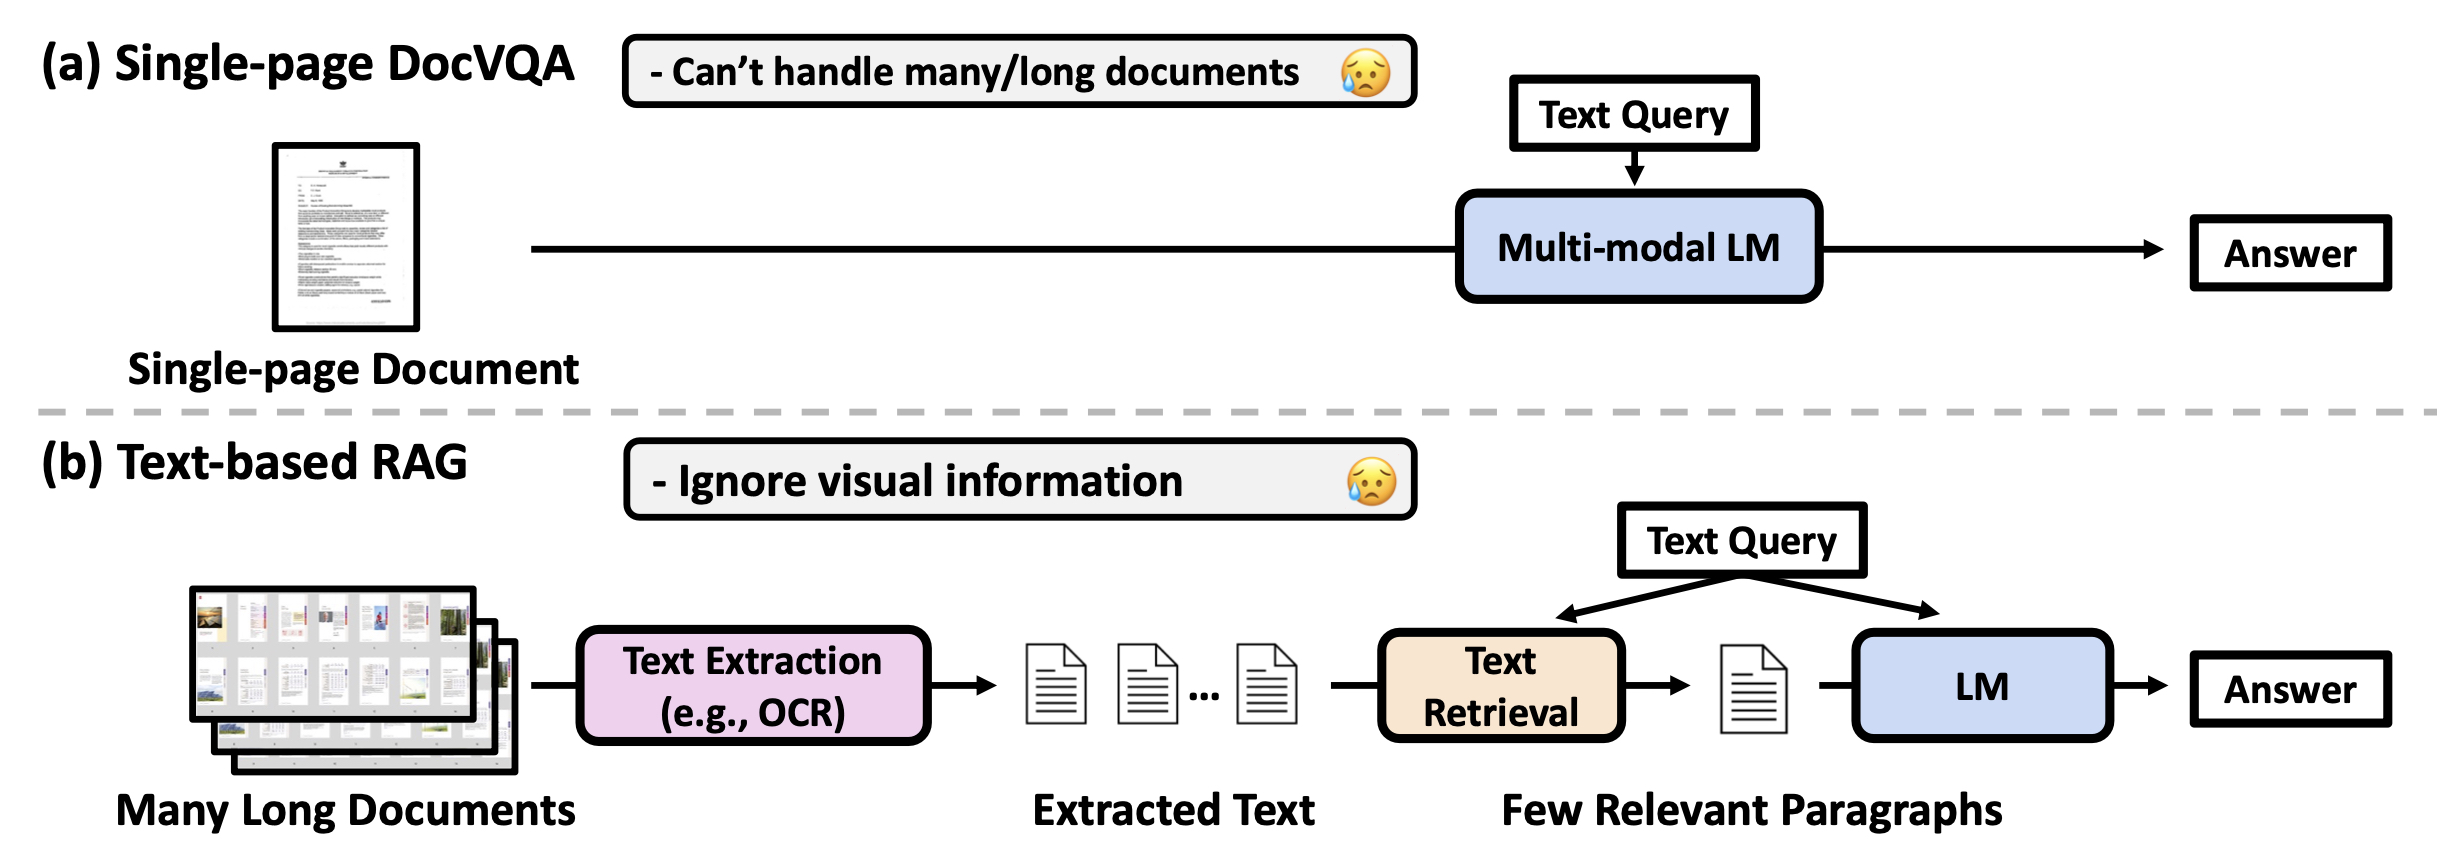 (a) Single-page DocVQA
- Can't handle many/long documents
Text Query
Multi-modal LM
Answer
Single-page Document
(b) Text-based RAG
- Ignore visual information
Text Query
Text Extraction
(e.g., OCR)
...
Text
Retrieval
LM
Answer
Many Long Documents
Extracted Text
Few Relevant Paragraphs